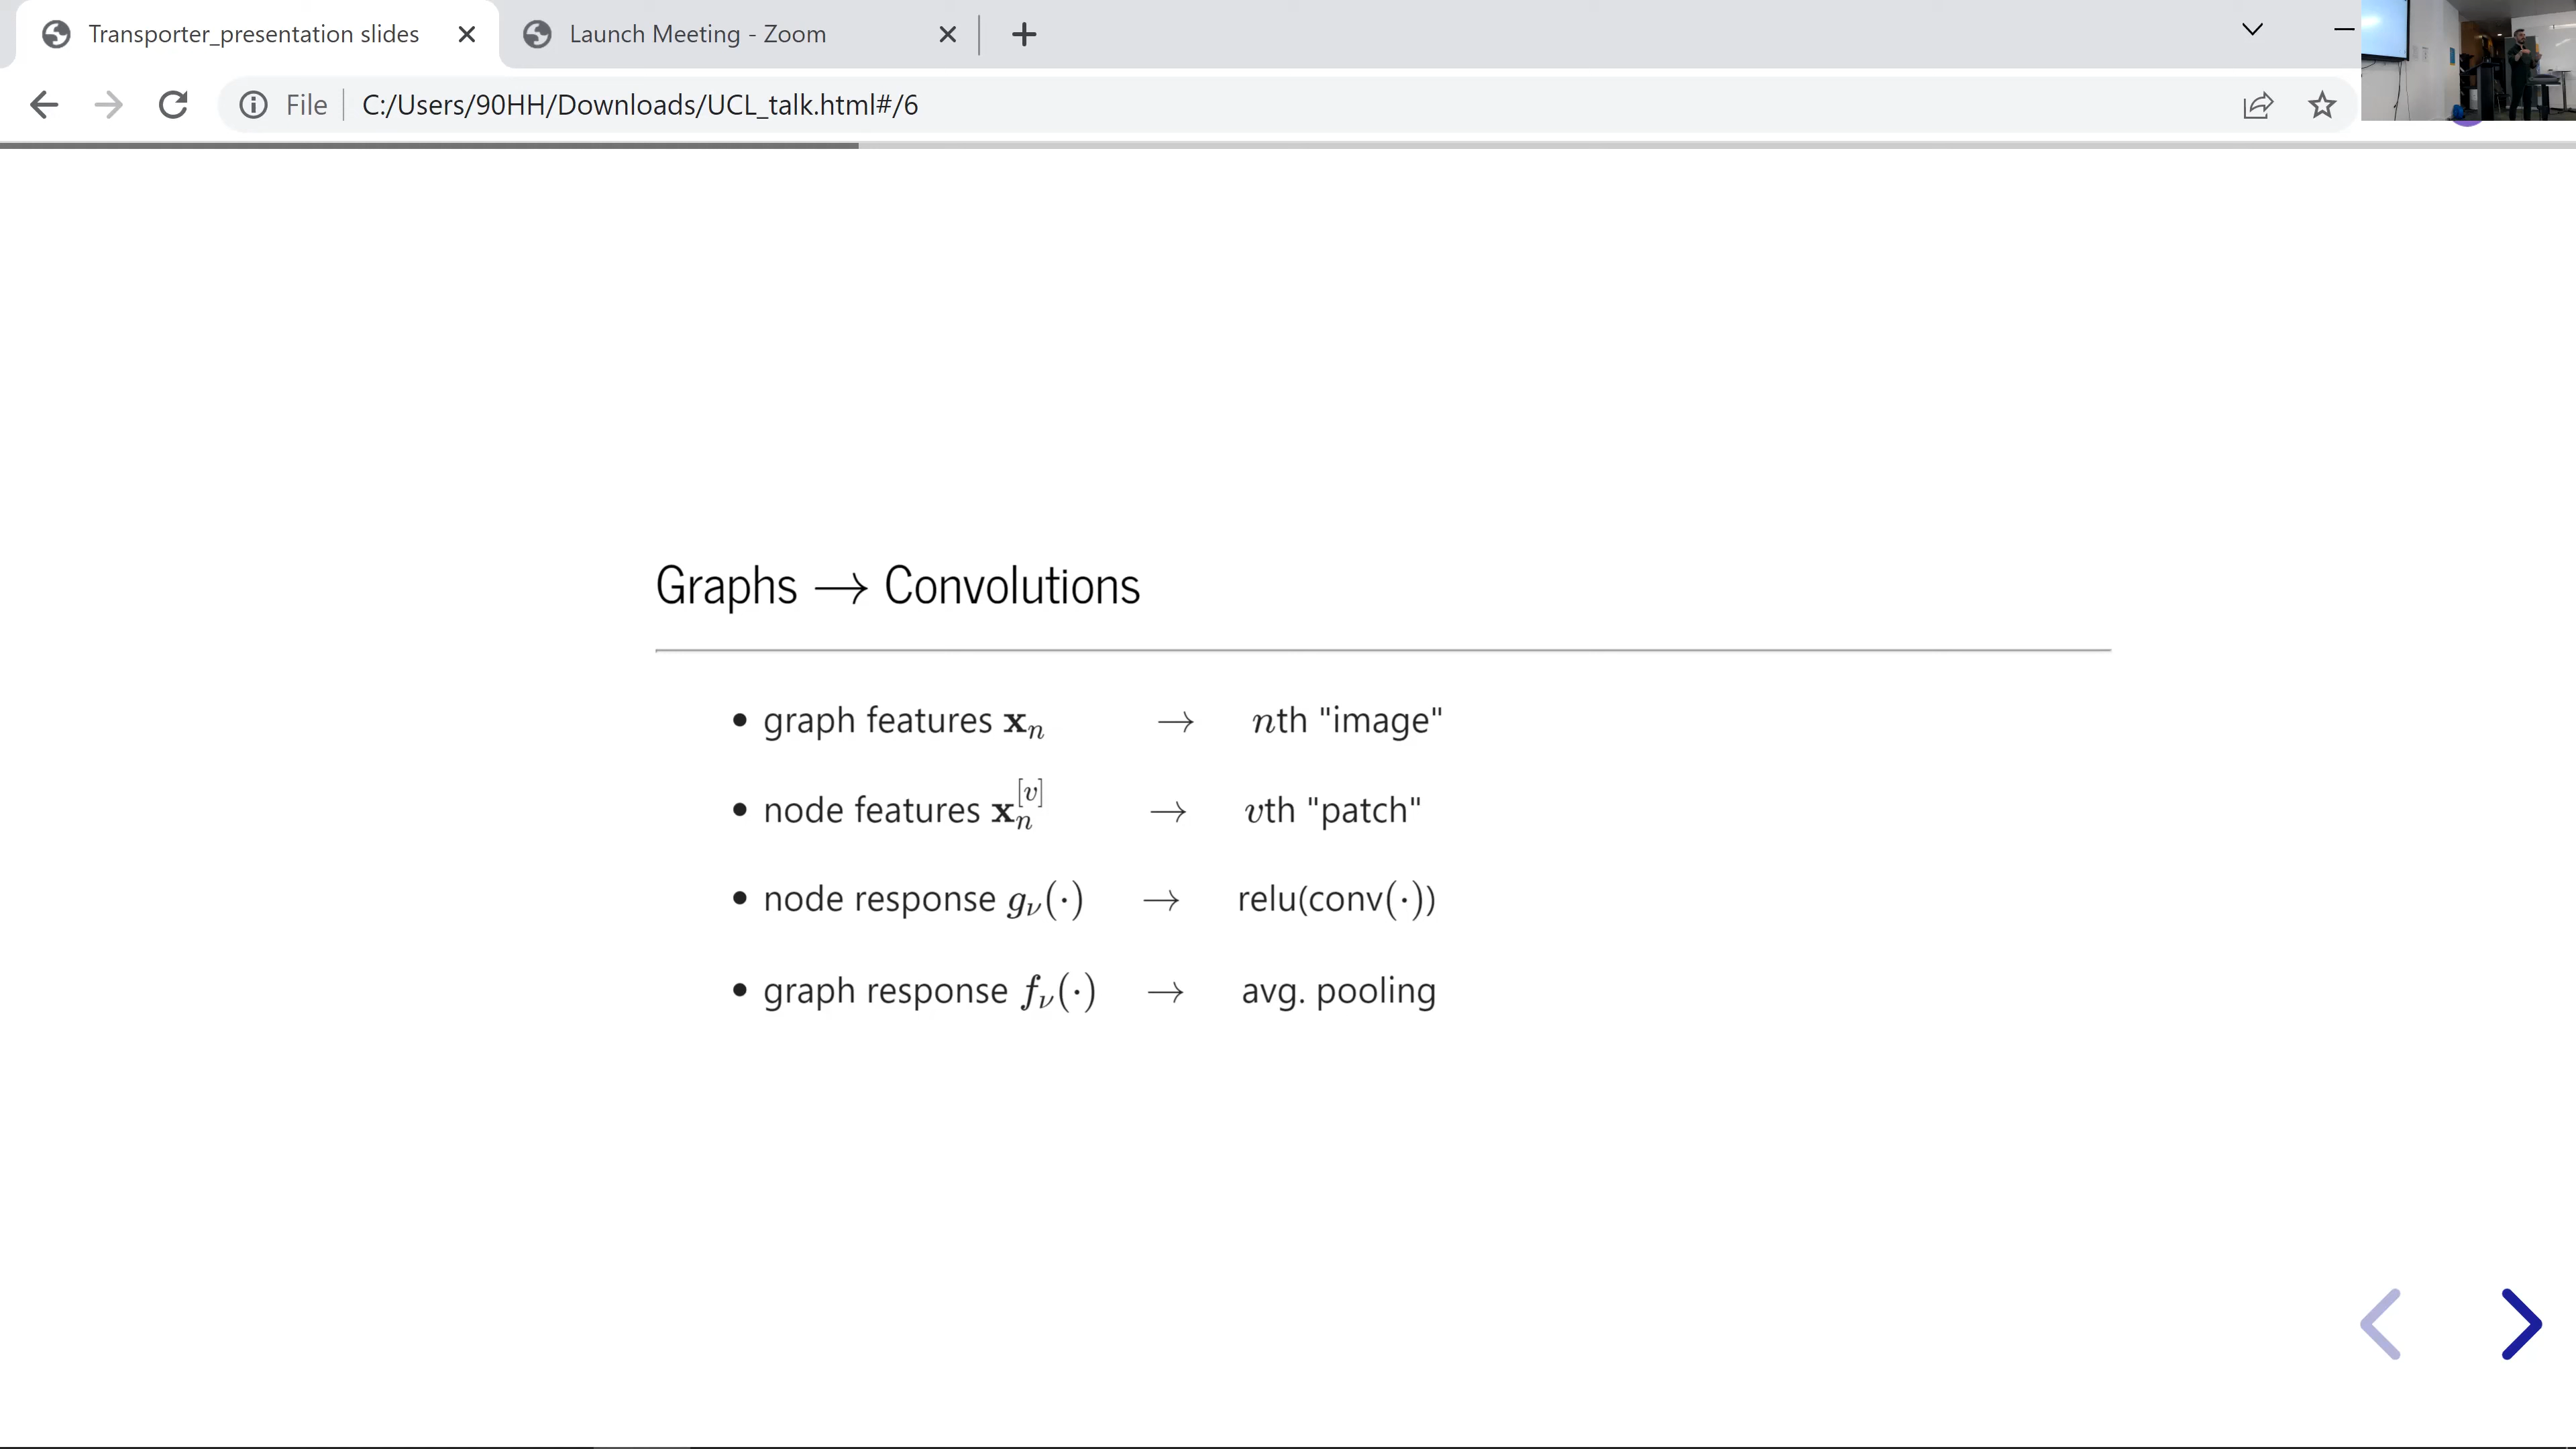 Transporter_presentation slides
Launch Meeting - Zoom
File C:/Users/90HH/Downloads/UCL_talk.html#/6
Graphs → Convolutions
• graph features 𝐱ₙ → nth "image"
• node features 𝐱ₙ^[v] → vth "patch"
• node response g_ν(·) → relu(conv(·))
• graph response f_ν(·) → avg. pooling